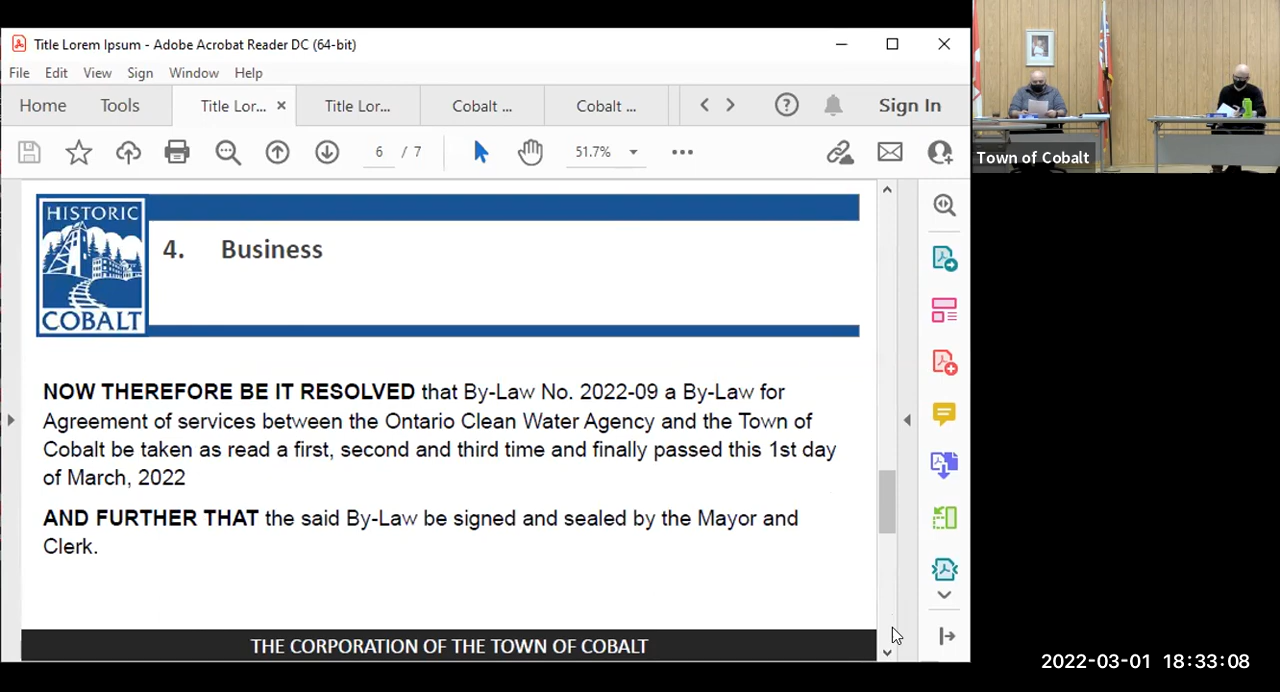 Title Lorem Ipsum - Adobe Acrobat Reader DC (64-bit)
File Edit View Sign Window Help
Home Tools Title Lor... Title Lor... Cobalt ... Cobalt ... Sign In
6 / 7 51.7%
Town of Cobalt
HISTORIC
COBALT
4. Business
NOW THEREFORE BE IT RESOLVED that By-Law No. 2022-09 a By-Law for
Agreement of services between the Ontario Clean Water Agency and the Town of
Cobalt be taken as read a first, second and third time and finally passed this 1st day
of March, 2022
AND FURTHER THAT the said By-Law be signed and sealed by the Mayor and
Clerk.
THE CORPORATION OF THE TOWN OF COBALT
2022-03-01 18:33:08